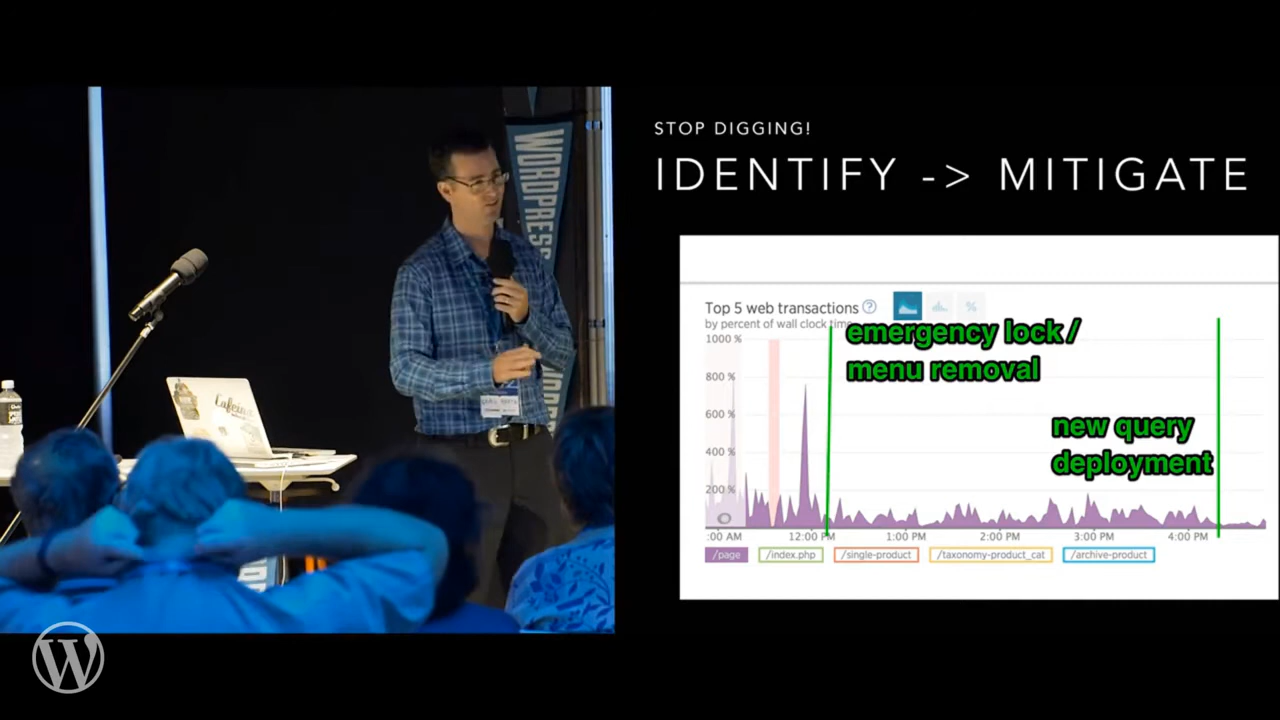 STOP DIGGING!
IDENTIFY -> MITIGATE
WORDPRESS
WORDPR
Top 5 web transactions ?
%
by percent of wall clock time
emergency lock /
menu removal
1000 %
800 %
600 %
400 %
200 %
new query
deployment
:00 AM
12:00 PM
1:00 PM
2:00 PM
3:00 PM
4:00 PM
/page
/index.php
/single-product
/taxonomy-product_cat
/archive-product
W